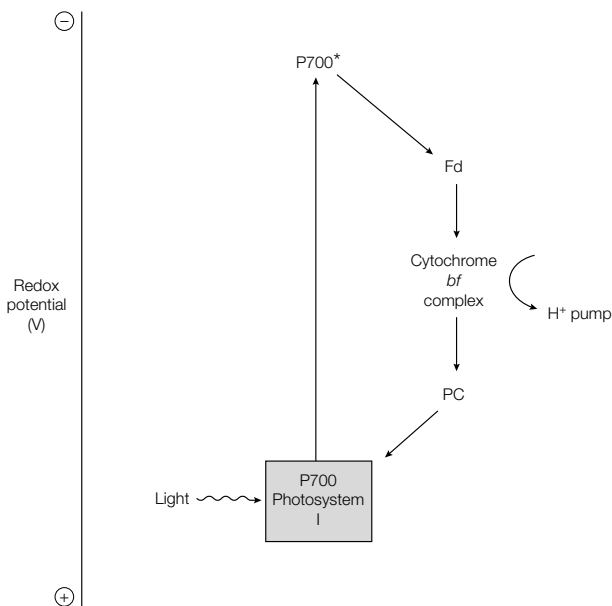 −
P700*
Fd
Cytochrome
bf
complex
Redox
potential
(V)
H+ pump
PC
P700
Photosystem
I
Light
+